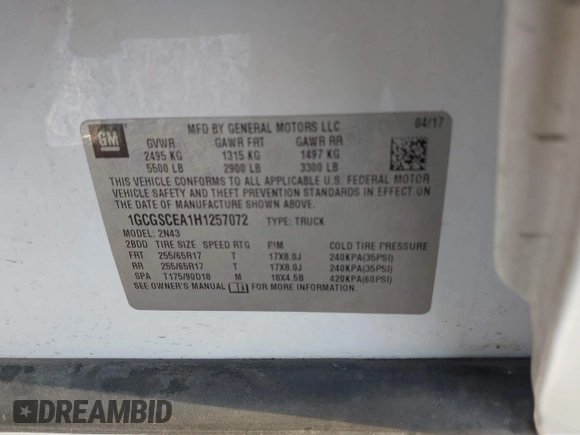 GM
MFD BY GENERAL MOTORS LLC 04/17
GVWR GAWR FRT GAWR RR
2495 KG 1315 KG 1497 KG
5500 LB 2900 LB 3300 LB
THIS VEHICLE CONFORMS TO ALL APPLICABLE U.S. FEDERAL MOTOR
VEHICLE SAFETY AND THEFT PREVENTION STANDARDS IN EFFECT ON
THE DATE OF MANUFACTURE SHOWN ABOVE.
1GCGSCEA1H1257072 TYPE: TRUCK
MODEL: 2N43
2BDD TIRE SIZE SPEED RTG RIM COLD TIRE PRESSURE
FRT 255/65R17 T 17X8.0J 240KPA(35PSI)
RR 255/65R17 T 17X8.0J 240KPA(35PSI)
SPA T175/90D18 M 18X4.5B 420KPA(60PSI)
SEE OWNER'S MANUAL FOR MORE INFORMATION.
DREAMBID